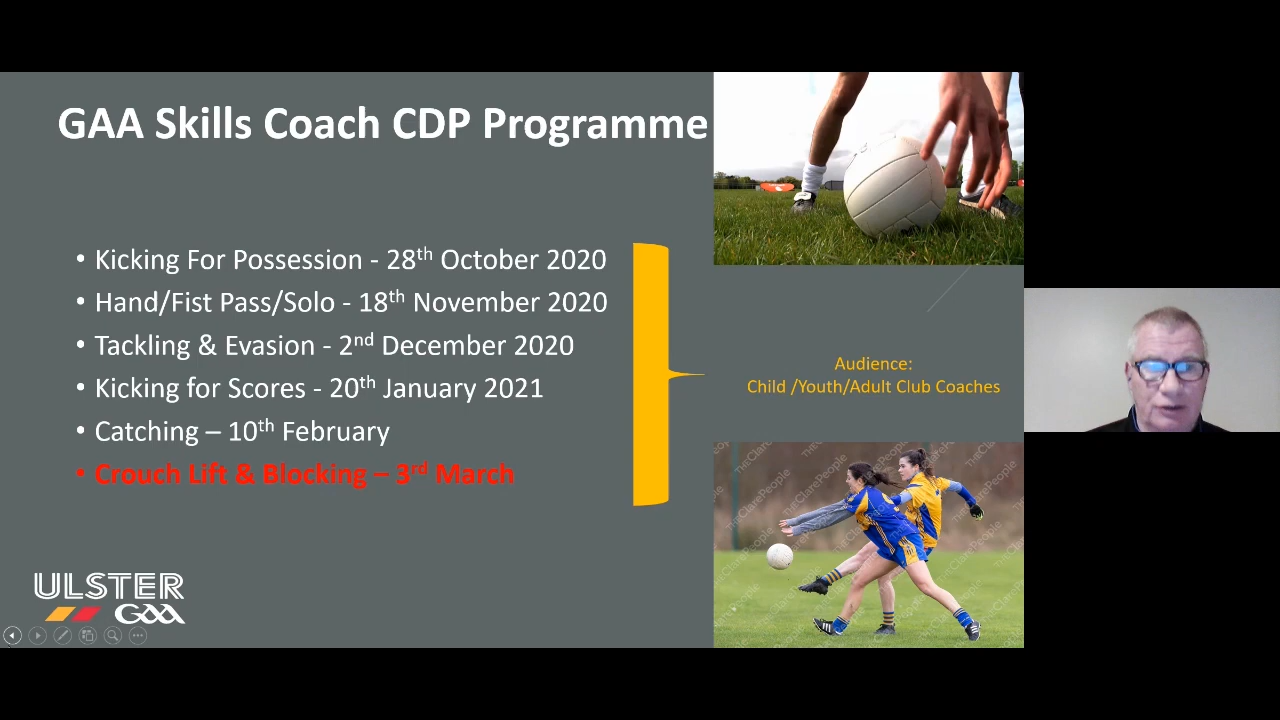 GAA Skills Coach CDP Programme
• Kicking For Possession - 28th October 2020
• Hand/Fist Pass/Solo - 18th November 2020
• Tackling & Evasion - 2nd December 2020
• Kicking for Scores - 20th January 2021
• Catching – 10th February
• Crouch Lift & Blocking – 3rd March
Audience:
Child /Youth/Adult Club Coaches
THEClarePeople
ULSTER
GAA